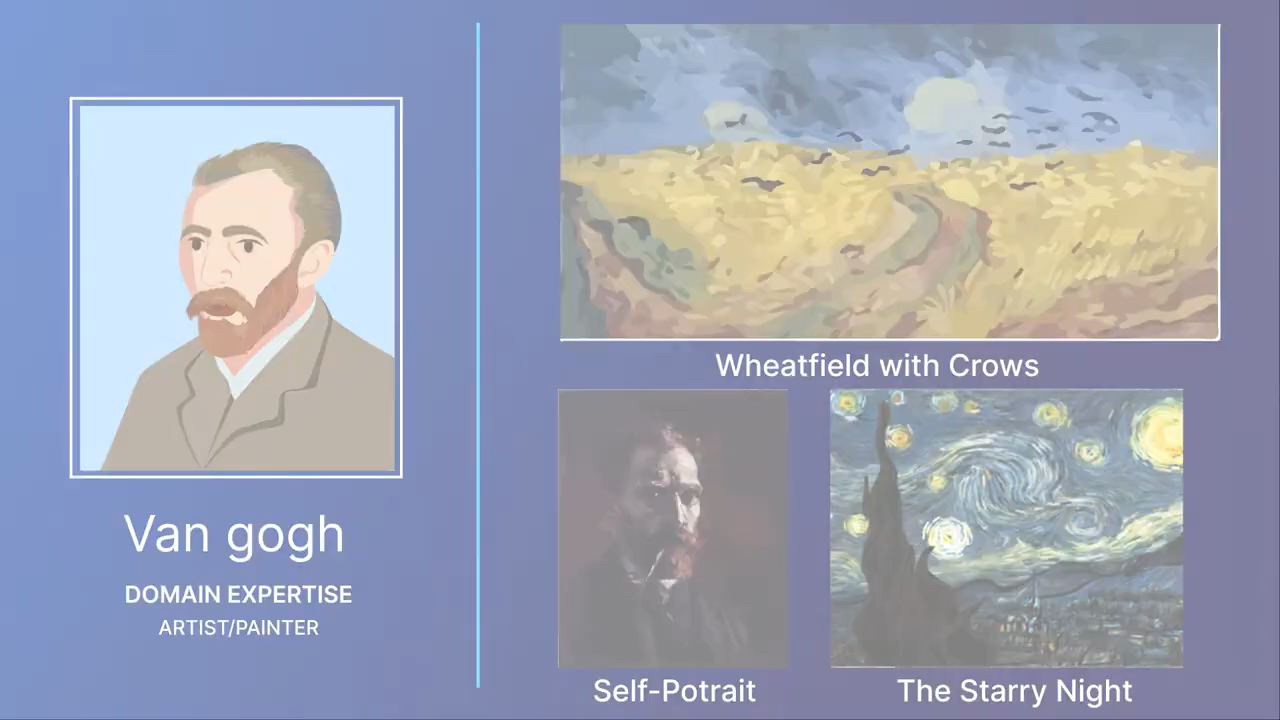 Van gogh
DOMAIN EXPERTISE
ARTIST/PAINTER
Wheatfield with Crows
Self-Potrait
The Starry Night